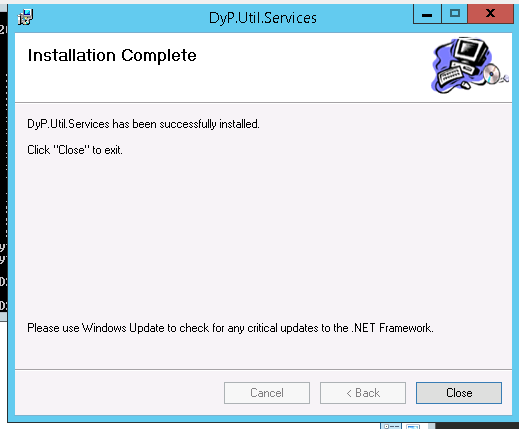 DyP.Util.Services
Installation Complete
DyP.Util.Services has been successfully installed.
Click "Close" to exit.
Please use Windows Update to check for any critical updates to the .NET Framework.
Cancel
< Back
Close